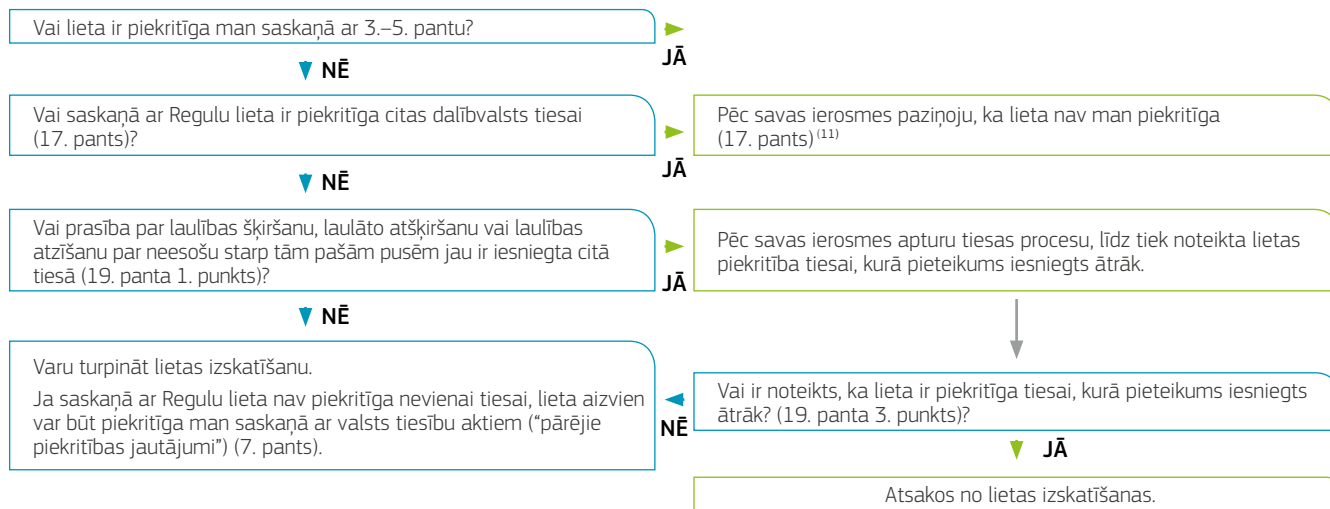 Vai lieta ir piekritīga man saskaņā ar 3.–5. pantu?
JĀ
NĒ
Vai saskaņā ar Regulu lieta ir piekritīga citas dalībvalsts tiesai
(17. pants)?
JĀ
Pēc savas ierosmes paziņoju, ka lieta nav man piekritīga
(17. pants) (11)
NĒ
Vai prasība par laulības šķiršanu, laulāto atšķiršanu vai laulības
atzīšanu par neesošu starp tām pašām pusēm jau ir iesniegta citā
tiesā (19. panta 1. punkts)?
JĀ
Pēc savas ierosmes apturu tiesas procesu, līdz tiek noteikta lietas
piekritība tiesai, kurā pieteikums iesniegts ātrāk.
NĒ
Varu turpināt lietas izskatīšanu.
Ja saskaņā ar Regulu lieta nav piekritīga nevienai tiesai, lieta aizvien
var būt piekritīga man saskaņā ar valsts tiesību aktiem (“pārējie
piekritības jautājumi”) (7. pants).
NĒ
Vai ir noteikts, ka lieta ir piekritīga tiesai, kurā pieteikums iesniegts
ātrāk? (19. panta 3. punkts)?
JĀ
Atsakos no lietas izskatīšanas.